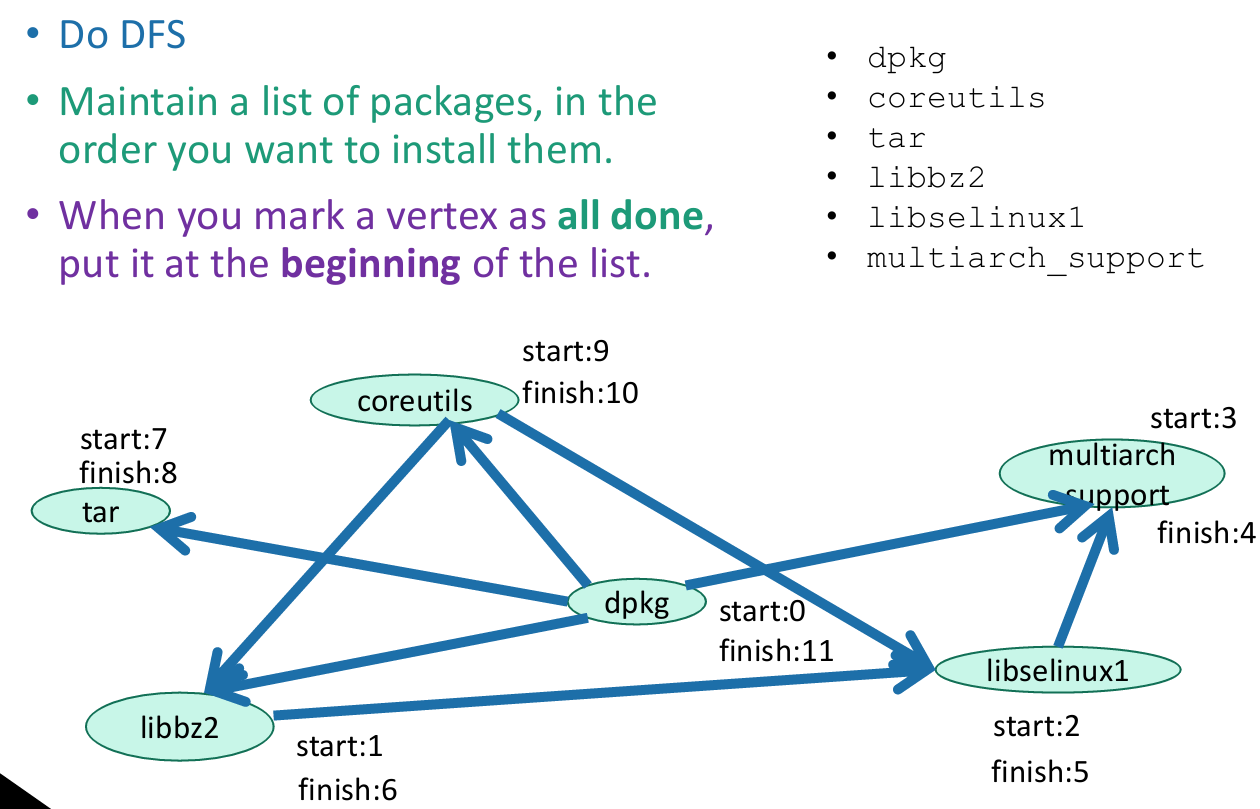 • Do DFS
• Maintain a list of packages, in the
order you want to install them.
• When you mark a vertex as all done,
put it at the beginning of the list.
• dpkg
• coreutils
• tar
• libbz2
• libselinux1
• multiarch_support
start:9
finish:10
coreutils
start:7
finish:8
tar
start:3
multiarch
support
finish:4
dpkg
start:0
finish:11
libselinux1
start:2
finish:5
libbz2
start:1
finish:6